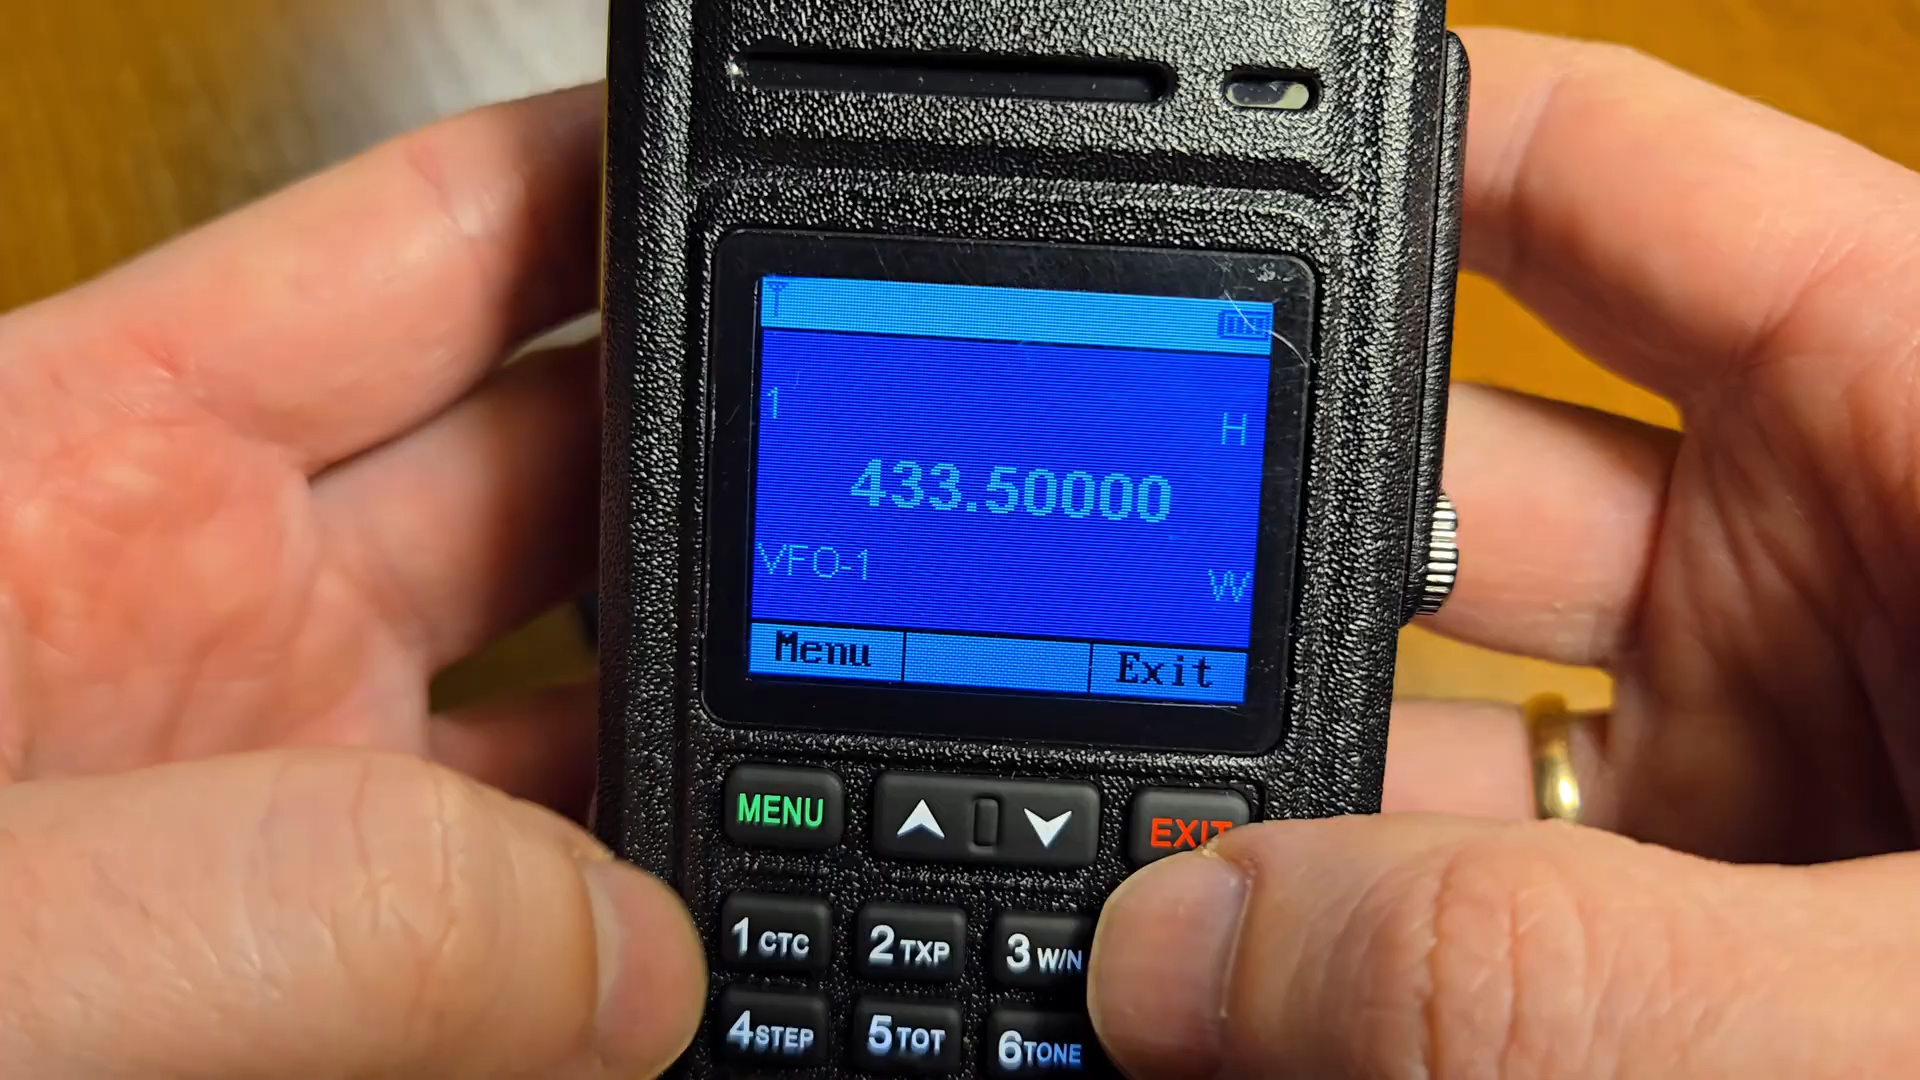 1
H
433.50000
VFO-1
W
Menu Exit
MENU EXIT
1 CTC 2 TXP 3 W/N
4 STEP 5 TOT 6 TONE